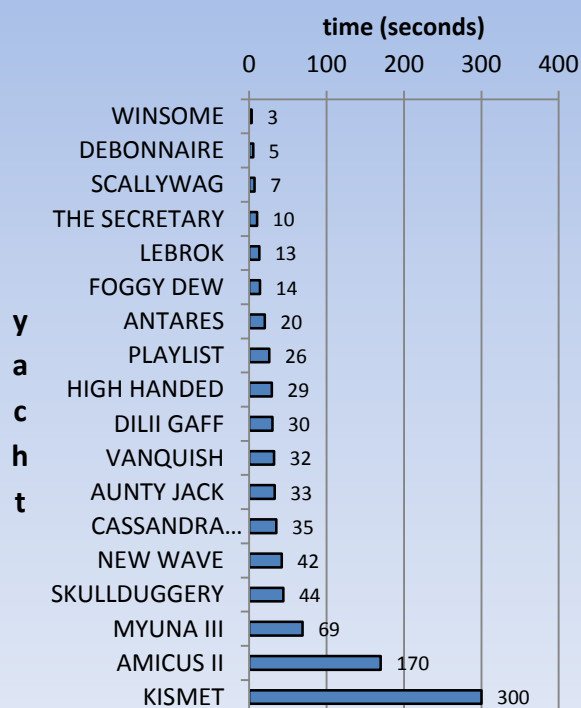 time (seconds)
0 100 200 300 400
WINSOME 3
DEBONNAIRE 5
SCALLYWAG 7
THE SECRETARY 10
LEBROK 13
FOGGY DEW 14
ANTARES 20
PLAYLIST 26
HIGH HANDED 29
DILII GAFF 30
VANQUISH 32
AUNTY JACK 33
CASSANDRA... 35
NEW WAVE 42
SKULLDUGGERY 44
MYUNA III 69
AMICUS II 170
KISMET 300
yacht